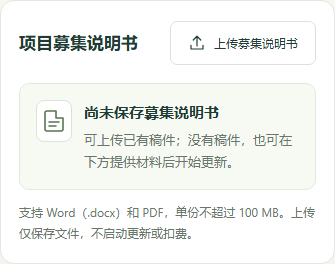 项目募集说明书
上传募集说明书
尚未保存募集说明书
可上传已有稿件；没有稿件，也可在
下方提供材料后开始更新。
支持 Word（.docx）和 PDF，单份不超过 100 MB。上传
仅保存文件，不启动更新或扣费。